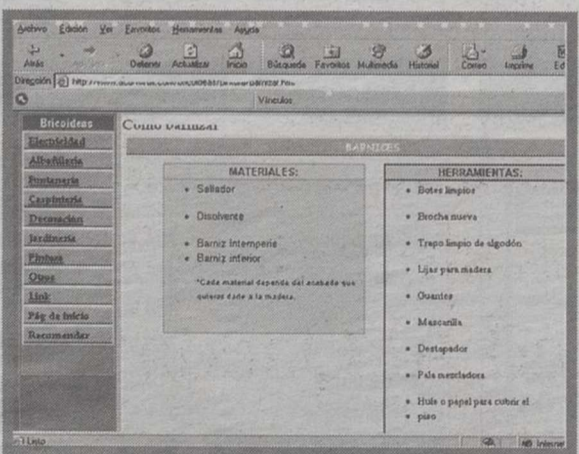 Archivo Edición Ver Favoritos Herramientas Ayuda
Atrás Detener Actualizar Inicio Búsqueda Favoritos Multimedia Historial Correo Imprimir
Dirección
Vínculos
Bricoideas
Electricidad
Albañilería
Fontanería
Carpintería
Decoración
Jardinería
Pintura
Otros
Link
Pág de Inicio
Recomendar
Como barnizar
BARNICES
MATERIALES:
• Sellador
• Disolvente
• Barniz Intemperie
• Barniz interior
*Cada material depende del acabado que
quieras darle a la madera.
HERRAMIENTAS:
• Botes limpios
• Brocha nueva
• Trapo limpio de algodón
• Lijas para madera
• Guantes
• Mascarilla
• Destapador
• Pala mezcladora
• Hule o papel para cubrir el
• piso
Listo
Internet